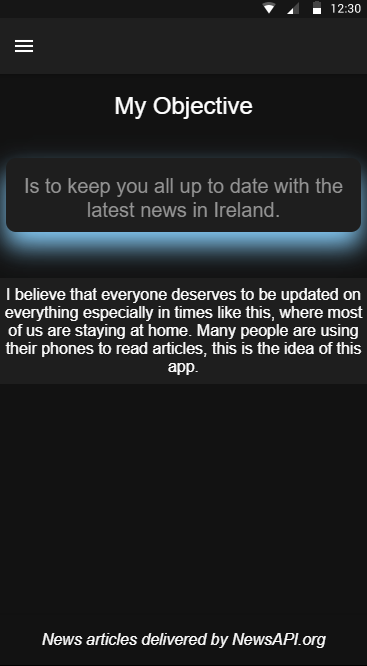 12:30
My Objective
Is to keep you all up to date with the
latest news in Ireland.
I believe that everyone deserves to be updated on
everything especially in times like this, where most
of us are staying at home. Many people are using
their phones to read articles, this is the idea of this
app.
News articles delivered by NewsAPI.org